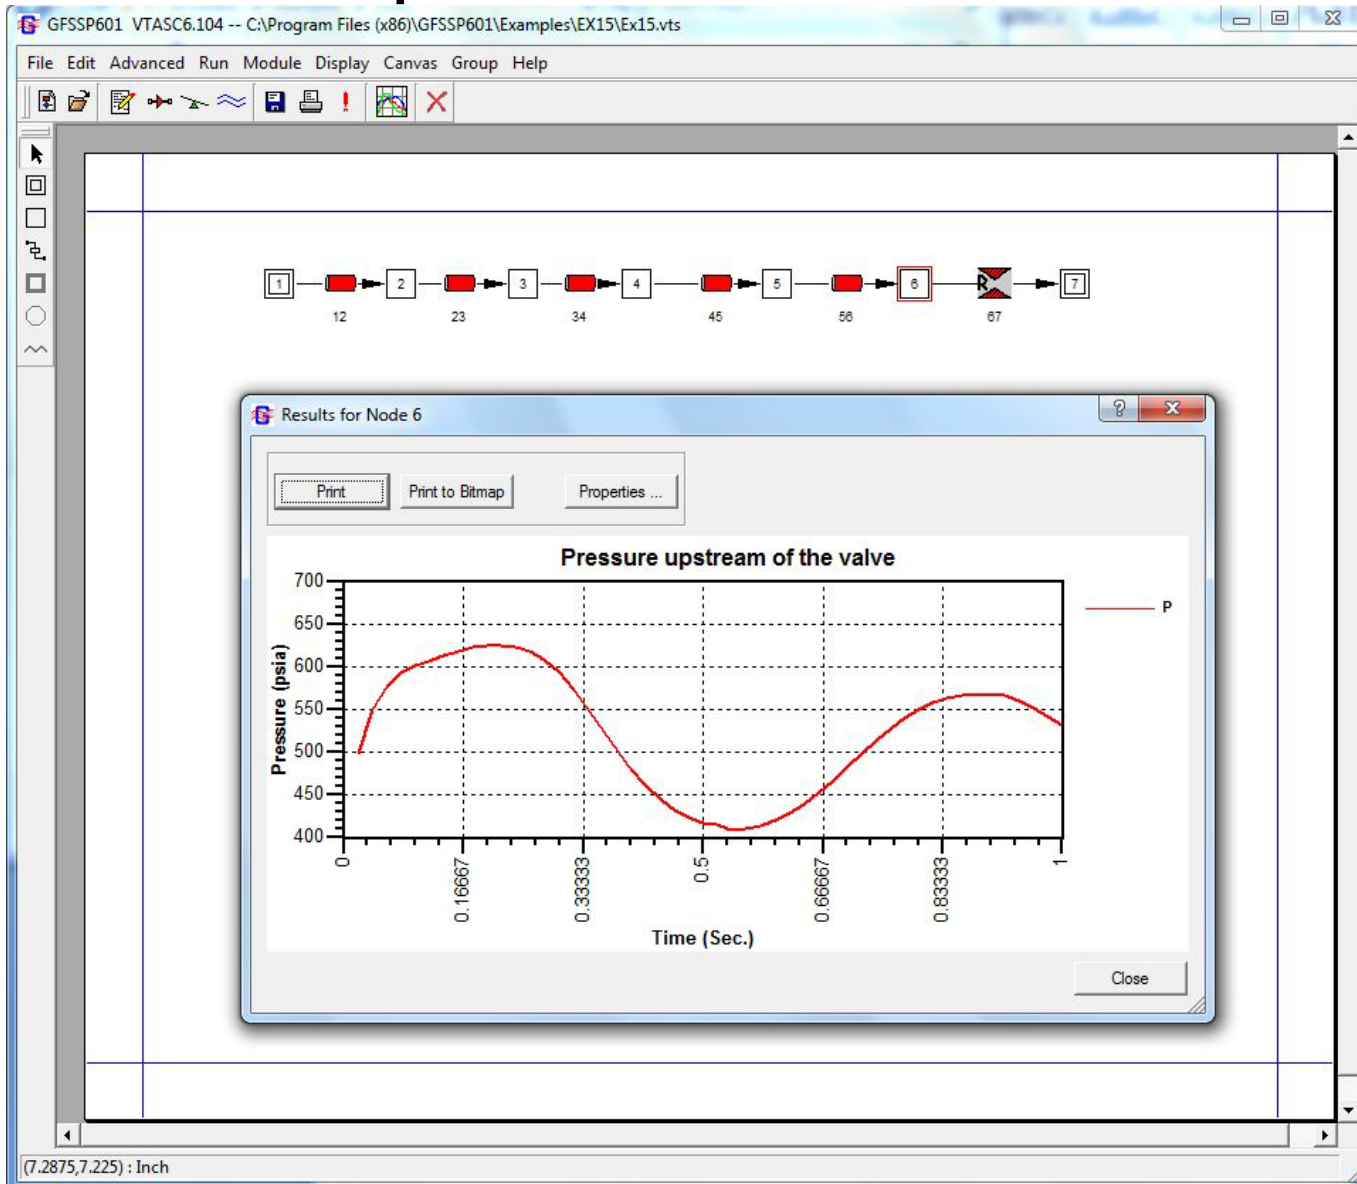 GFSSP601 VTASC6.104 -- C:\Program Files (x86)\GFSSP601\Examples\EX15\Ex15.vts
File Edit Advanced Run Module Display Canvas Group Help
1 2 3 4 5 6 R 7
12 23 34 45 56 67
Results for Node 6
Print Print to Bitmap Properties ...
Pressure upstream of the valve
P
Pressure (psia)
700
650
600
550
500
450
400
0 0.16667 0.33333 0.5 0.66667 0.83333 1
Time (Sec.)
Close
(7.2875,7.225) : Inch